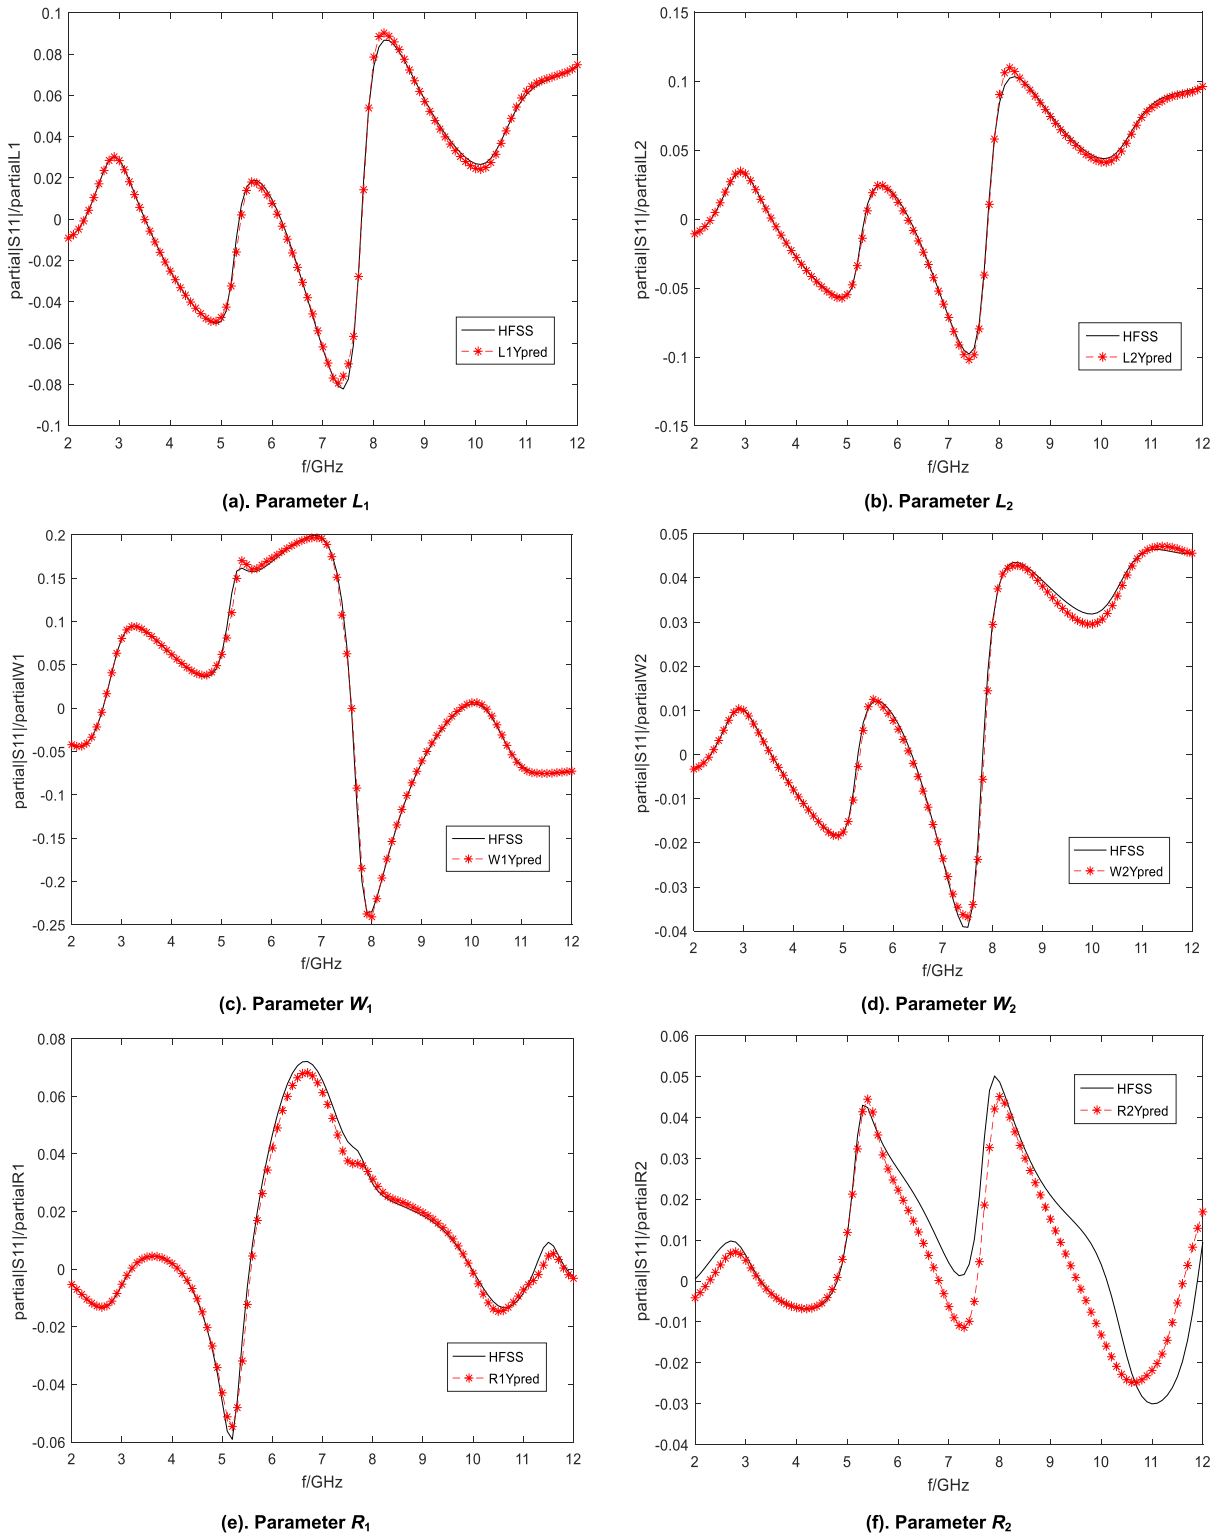 0.1
0.08
0.06
0.04
0.02
0
-0.02
-0.04
-0.06
-0.08
-0.1
partial|S11|/partialL1
HFSS
L1Ypred
2 3 4 5 6 7 8 9 10 11 12
f/GHz
(a). Parameter L1
0.15
0.1
0.05
0
-0.05
-0.1
-0.15
partial|S11|/partialL2
HFSS
L2Ypred
2 3 4 5 6 7 8 9 10 11 12
f/GHz
(b). Parameter L2
0.2
0.15
0.1
0.05
0
-0.05
-0.1
-0.15
-0.2
-0.25
partial|S11|/partialW1
HFSS
W1Ypred
2 3 4 5 6 7 8 9 10 11 12
f/GHz
(c). Parameter W1
0.05
0.04
0.03
0.02
0.01
0
-0.01
-0.02
-0.03
-0.04
partial|S11|/partialW2
HFSS
W2Ypred
2 3 4 5 6 7 8 9 10 11 12
f/GHz
(d). Parameter W2
0.08
0.06
0.04
0.02
0
-0.02
-0.04
-0.06
partial|S11|/partialR1
HFSS
R1Ypred
2 3 4 5 6 7 8 9 10 11 12
f/GHz
(e). Parameter R1
0.06
0.05
0.04
0.03
0.02
0.01
0
-0.01
-0.02
-0.03
-0.04
partial|S11|/partialR2
HFSS
R2Ypred
2 3 4 5 6 7 8 9 10 11 12
f/GHz
(f). Parameter R2